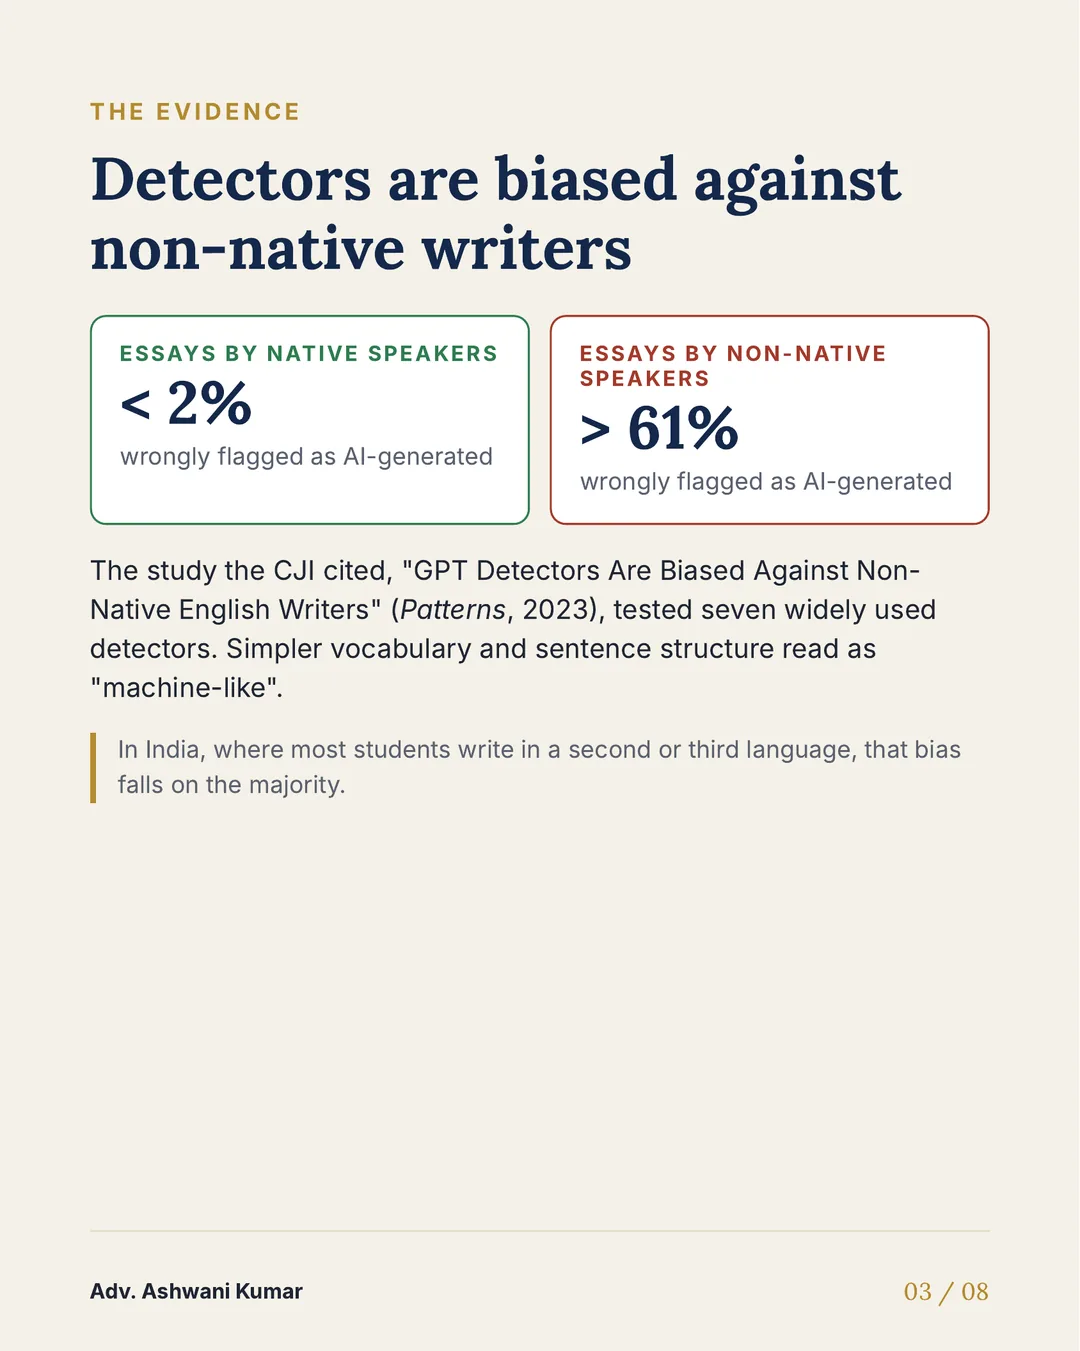 THE EVIDENCE
Detectors are biased against
non-native writers
ESSAYS BY NATIVE SPEAKERS
< 2%
wrongly flagged as AI-generated
ESSAYS BY NON-NATIVE
SPEAKERS
> 61%
wrongly flagged as AI-generated
The study the CJI cited, "GPT Detectors Are Biased Against Non-
Native English Writers" (Patterns, 2023), tested seven widely used
detectors. Simpler vocabulary and sentence structure read as
"machine-like".
In India, where most students write in a second or third language, that bias
falls on the majority.
Adv. Ashwani Kumar
03 / 08